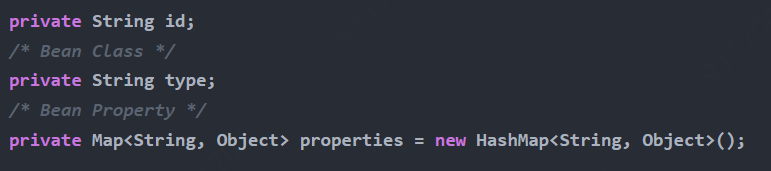 private String id;
/* Bean Class */
private String type;
/* Bean Property */
private Map<String, Object> properties = new HashMap<String, Object>();